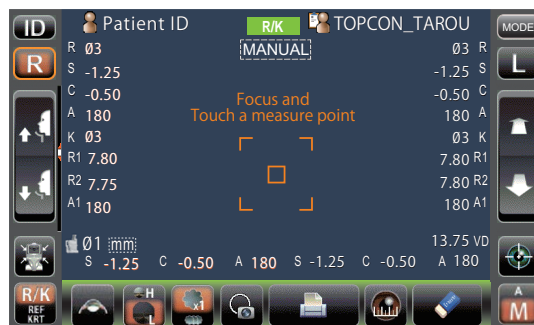 ID Patient ID R/K TOPCON_TAROU MODE
MANUAL
R Ø3 Ø3 R
R L
S -1.25 -1.25 S
C -0.50 -0.50 C
Focus and
A 180 Touch a measure point 180 A
K Ø3 Ø3 K
R1 7.80 7.80 R1
R2 7.75 7.80 R2
A1 180 180 A1
Ø1 mm 13.75 VD
S -1.25 C -0.50 A 180 S -1.25 C -0.50 A 180
R/K
REF
KRT
H
L
x1
A
M